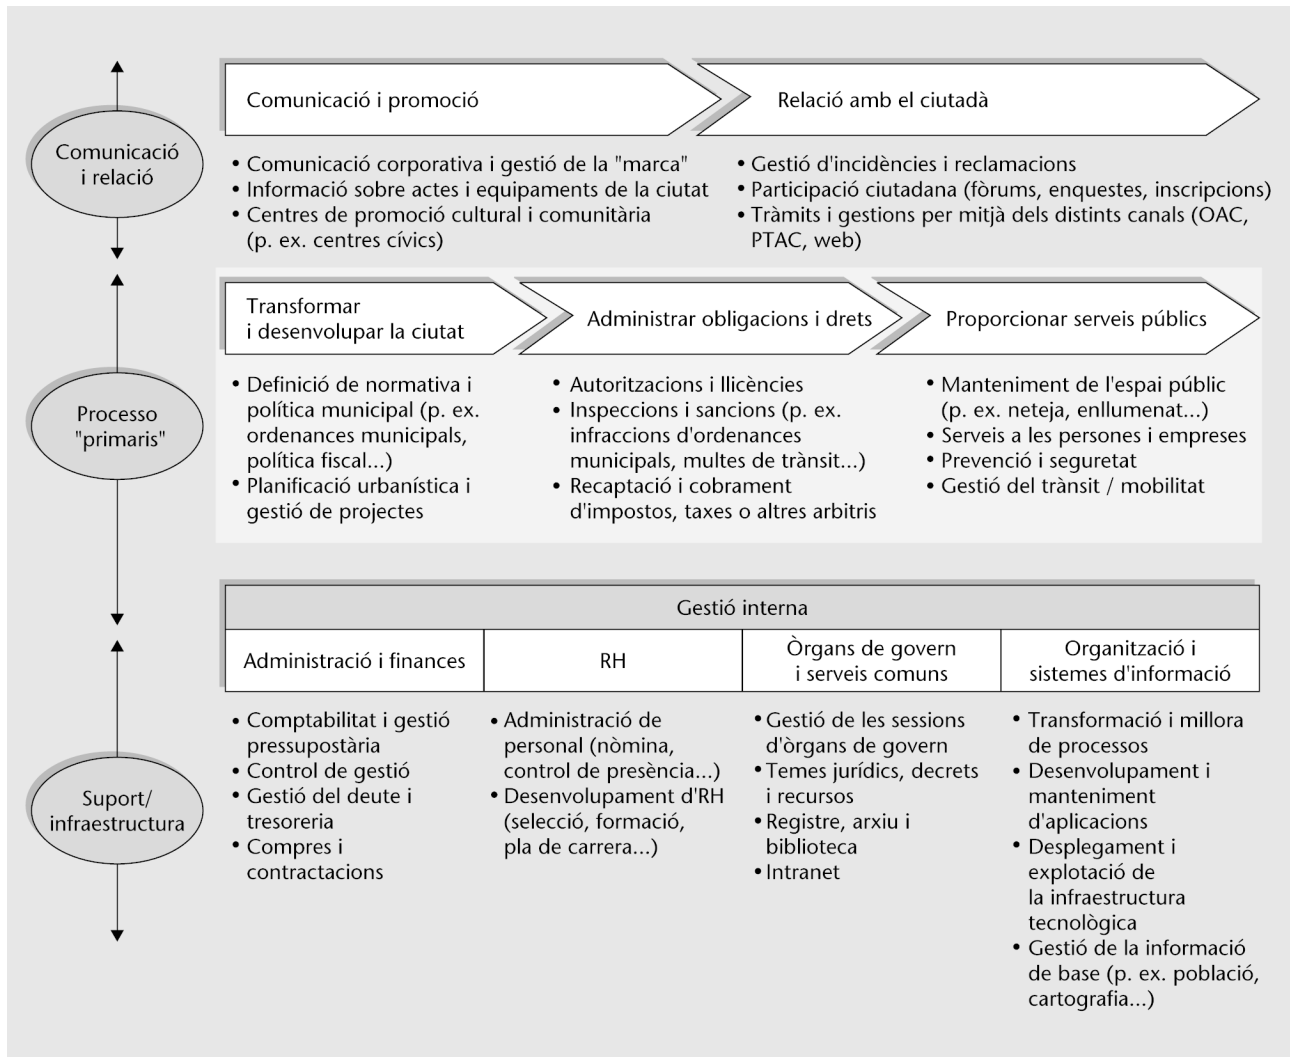 Comunicació
i relació
Comunicació i promoció
• Comunicació corporativa i gestió de la "marca"
• Informació sobre actes i equipaments de la ciutat
• Centres de promoció cultural i comunitària
(p. ex. centres cívics)
Relació amb el ciutadà
• Gestió d'incidències i reclamacions
• Participació ciutadana (fòrums, enquestes, inscripcions)
• Tràmits i gestions per mitjà dels distints canals (OAC,
PTAC, web)
Processo
"primaris"
Transformar
i desenvolupar la ciutat
• Definició de normativa i
política municipal (p. ex.
ordenances municipals,
política fiscal...)
• Planificació urbanística i
gestió de projectes
Administrar obligacions i drets
• Autoritzacions i llicències
• Inspeccions i sancions (p. ex.
infraccions d'ordenances
municipals, multes de trànsit...)
• Recaptació i cobrament
d'impostos, taxes o altres arbitris
Proporcionar serveis públics
• Manteniment de l'espai públic
(p. ex. neteja, enllumenat...)
• Serveis a les persones i empreses
• Prevenció i seguretat
• Gestió del trànsit / mobilitat
Suport/
infraestructura
Gestió interna
Administració i finances
• Comptabilitat i gestió
pressupostària
• Control de gestió
• Gestió del deute i
tresoreria
• Compres i
contractacions
RH
• Administració de
personal (nòmina,
control de presència...)
• Desenvolupament d'RH
(selecció, formació,
pla de carrera...)
Òrgans de govern
i serveis comuns
• Gestió de les sessions
d'òrgans de govern
• Temes jurídics, decrets
i recursos
• Registre, arxiu i
biblioteca
• Intranet
Organització i
sistemes d'informació
• Transformació i millora
de processos
• Desenvolupament i
manteniment
d'aplicacions
• Desplegament i
explotació de
la infraestructura
tecnològica
• Gestió de la informació
de base (p. ex. població,
cartografia...)